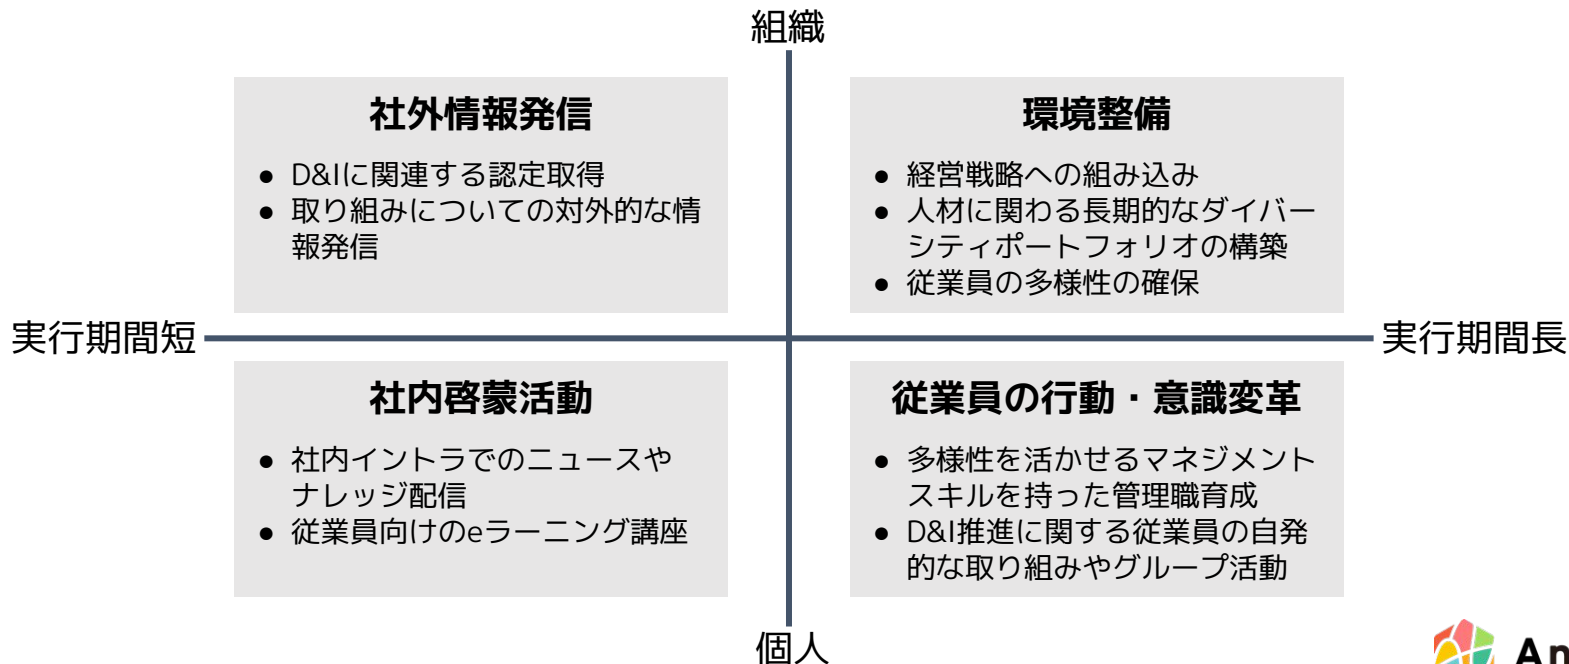 組織
社外情報発信
● D&Iに関連する認定取得
● 取り組みについての対外的な情
報発信
環境整備
● 経営戦略への組み込み
● 人材に関わる長期的なダイバー
シティポートフォリオの構築
● 従業員の多様性の確保
実行期間短
実行期間長
社内啓蒙活動
● 社内イントラでのニュースや
ナレッジ配信
● 従業員向けのeラーニング講座
従業員の行動・意識変革
● 多様性を活かせるマネジメント
スキルを持った管理職育成
● D&I推進に関する従業員の自発
的な取り組みやグループ活動
個人